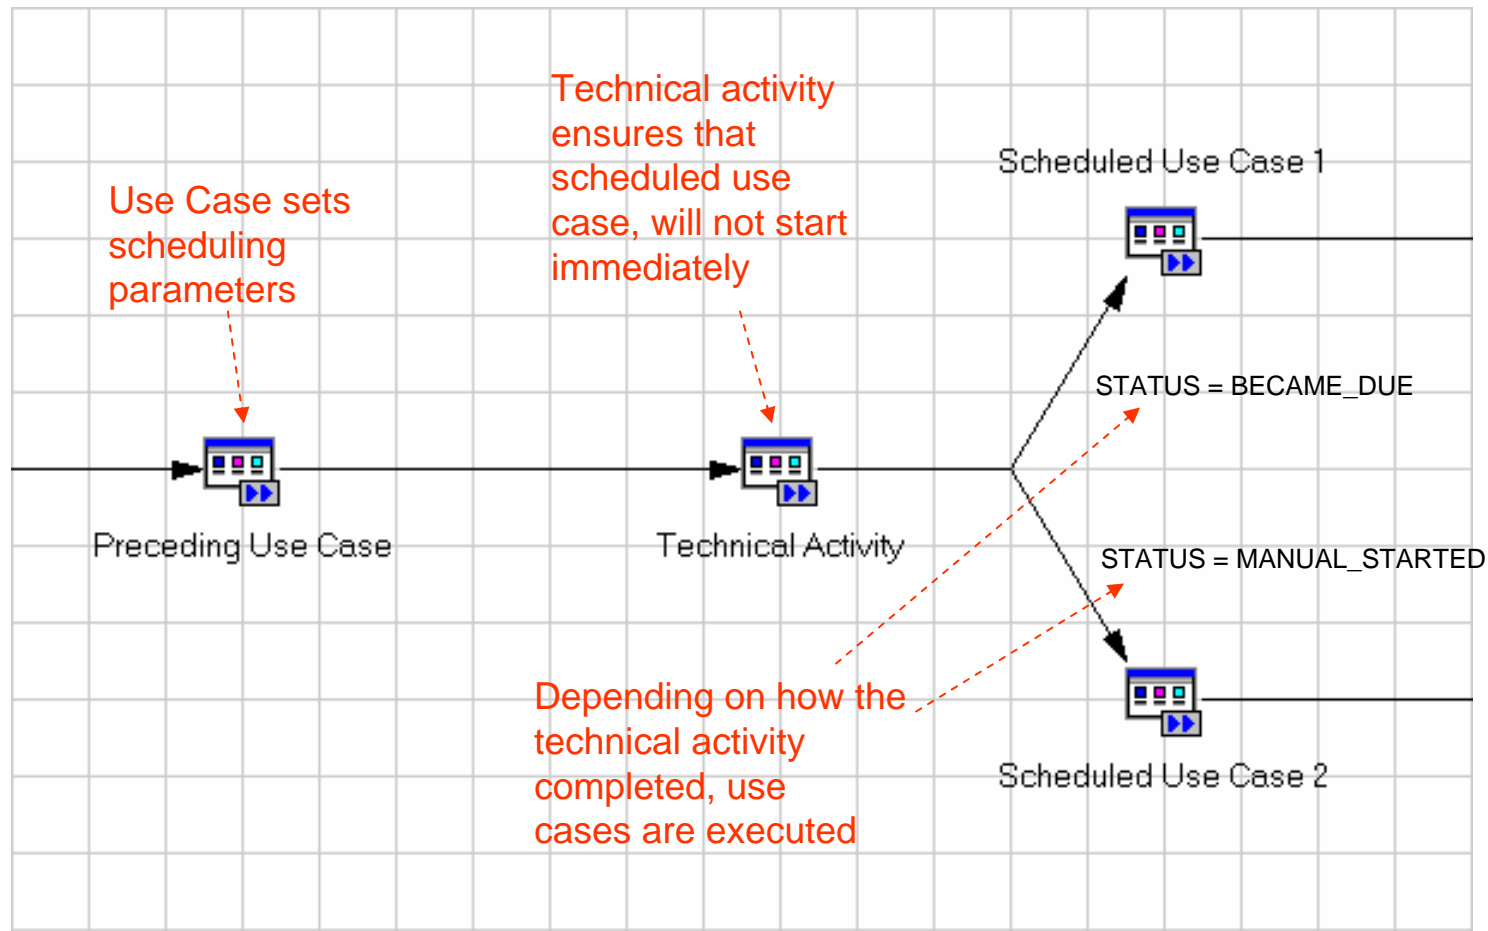 Technical activity
ensures that
scheduled use
case, will not start
immediately
Use Case sets
scheduling
parameters
Scheduled Use Case 1
STATUS = BECAME_DUE
Preceding Use Case
Technical Activity
STATUS = MANUAL_STARTED
Depending on how the
technical activity
completed, use
cases are executed
Scheduled Use Case 2